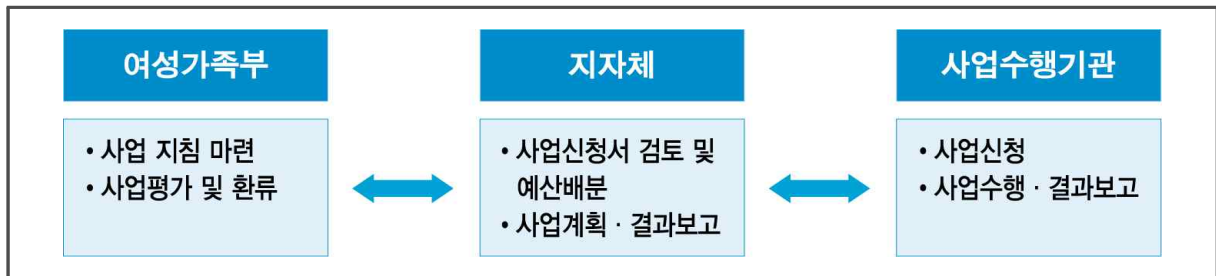 여성가족부
• 사업 지침 마련
• 사업평가 및 환류
지자체
• 사업신청서 검토 및
예산배분
• 사업계획 · 결과보고
사업수행기관
• 사업신청
• 사업수행 · 결과보고